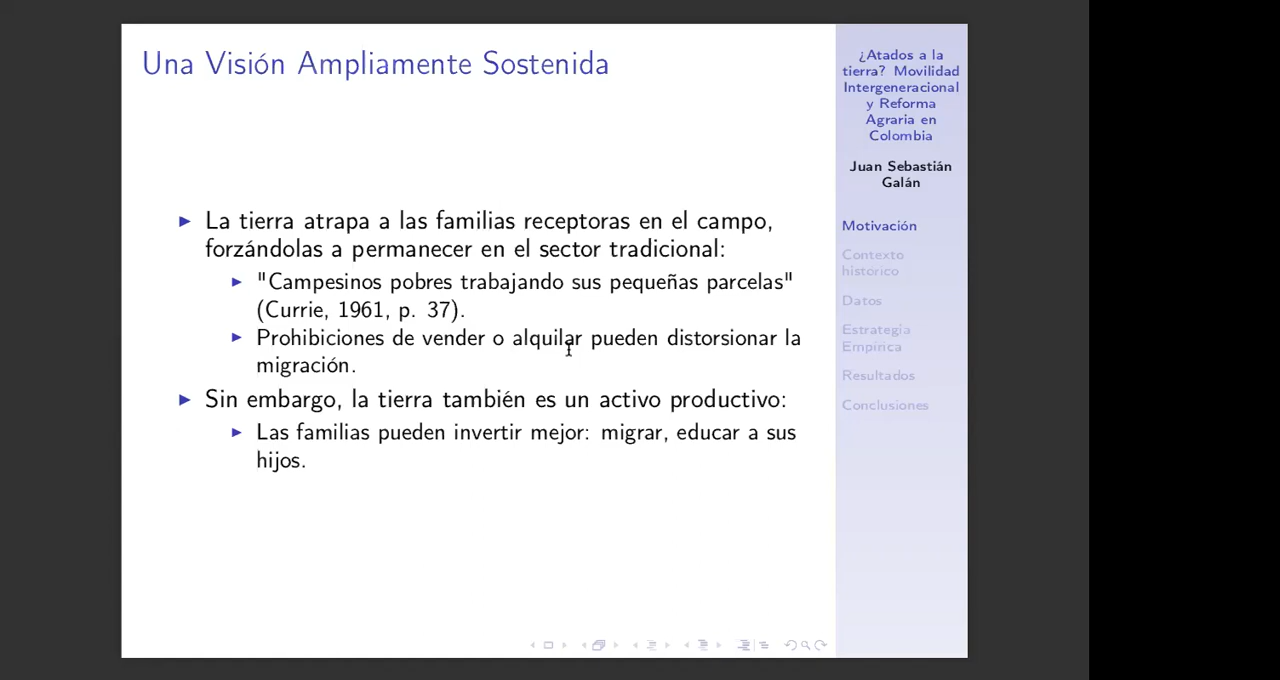 Una Visión Ampliamente Sostenida
La tierra atrapa a las familias receptoras en el campo,
forzándolas a permanecer en el sector tradicional:
"Campesinos pobres trabajando sus pequeñas parcelas"
(Currie, 1961, p. 37).
Prohibiciones de vender o alquilar pueden distorsionar la
migración.
Sin embargo, la tierra también es un activo productivo:
Las familias pueden invertir mejor: migrar, educar a sus
hijos.
¿Atados a la
tierra? Movilidad
Intergeneracional
y Reforma
Agraria en
Colombia
Juan Sebastián
Galán
Motivación
Contexto
historico
Datos
Estrategia
Empirica
Resultados
Conclusiones